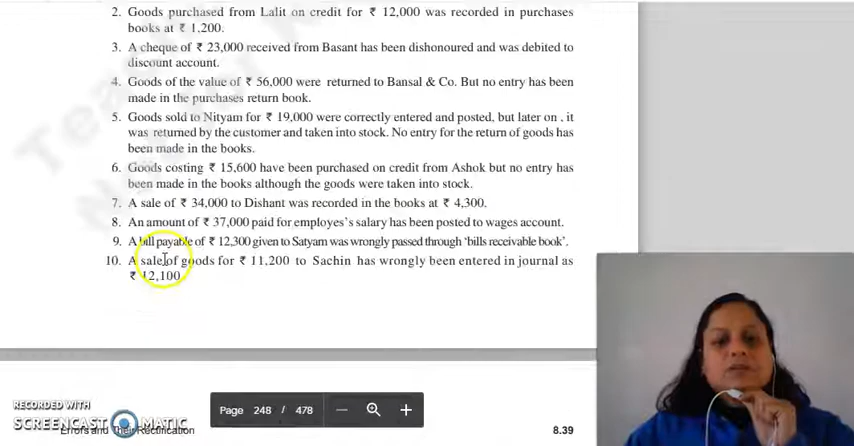 2. Goods purchased from Lalit on credit for ₹ 12,000 was recorded in purchases
books at ₹ 1,200.
3. A cheque of ₹ 23,000 received from Basant has been dishonoured and was debited to
discount account.
4. Goods of the value of ₹ 56,000 were returned to Bansal & Co. But no entry has been
made in the purchases return book.
5. Goods sold to Nityam for ₹ 19,000 were correctly entered and posted, but later on , it
was returned by the customer and taken into stock. No entry for the return of goods has
been made in the books.
6. Goods costing ₹ 15,600 have been purchased on credit from Ashok but no entry has
been made in the books although the goods were taken into stock.
7. A sale of ₹ 34,000 to Dishant was recorded in the books at ₹ 4,300.
8. An amount of ₹ 37,000 paid for employes's salary has been posted to wages account.
9. A bill payable of ₹ 12,300 given to Satyam was wrongly passed through 'bills receivable book'.
10. A sale of goods for ₹ 11,200 to Sachin has wrongly been entered in journal as
₹ 12,100
Page 248 / 478
RECORDED WITH
SCREENCAST MATIC
Errors and Their Rectification
8.39